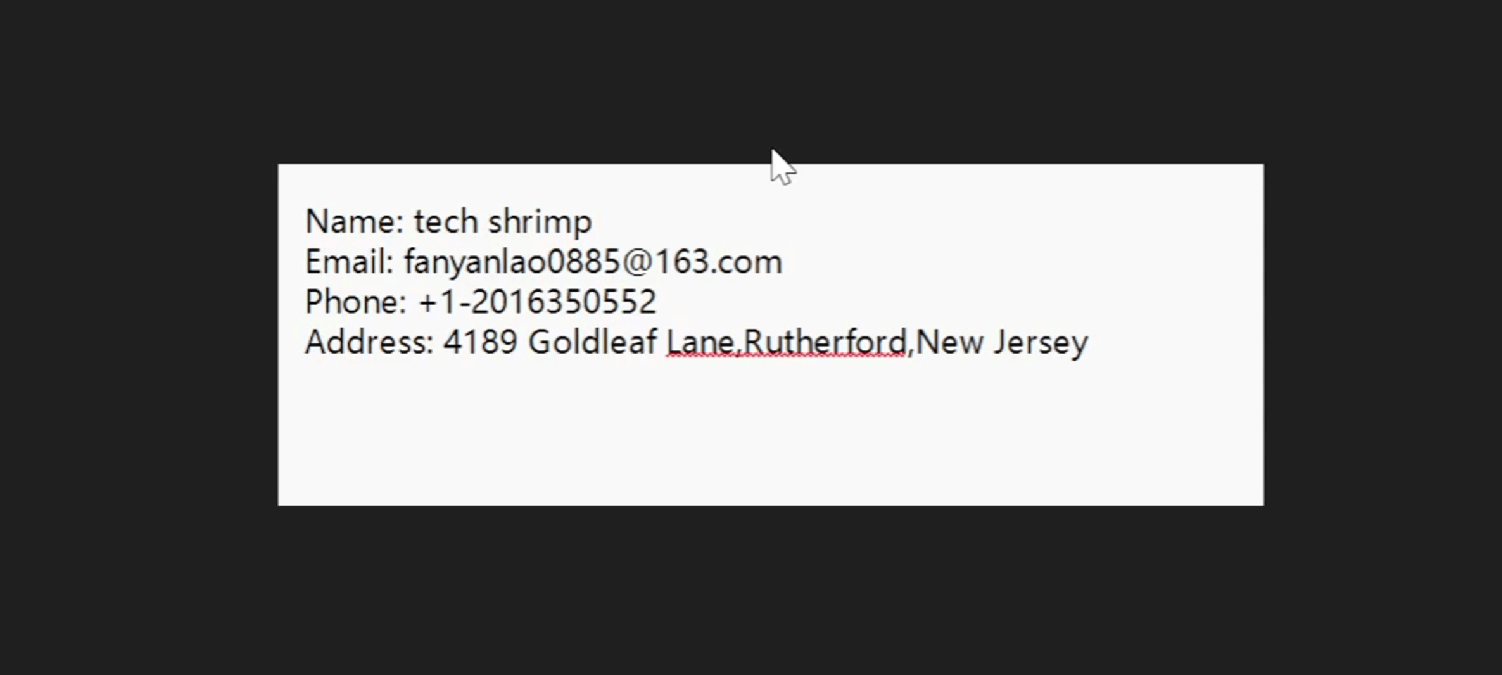 Name: tech shrimp
Email: fanyanlao0885@163.com
Phone: +1-2016350552
Address: 4189 Goldleaf Lane,Rutherford,New Jersey